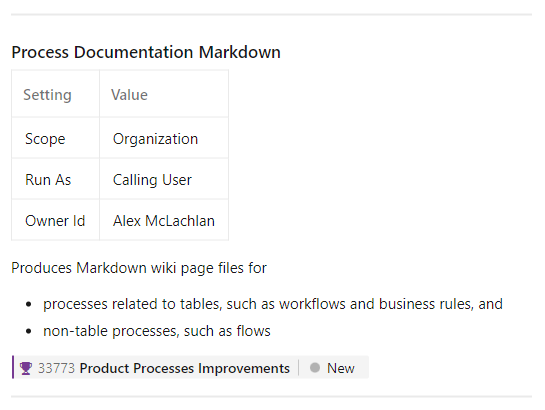 Process Documentation Markdown
Setting Value
Scope Organization
Run As Calling User
Owner Id Alex McLachlan
Produces Markdown wiki page files for
• processes related to tables, such as workflows and business rules, and
• non-table processes, such as flows
33773 Product Processes Improvements New